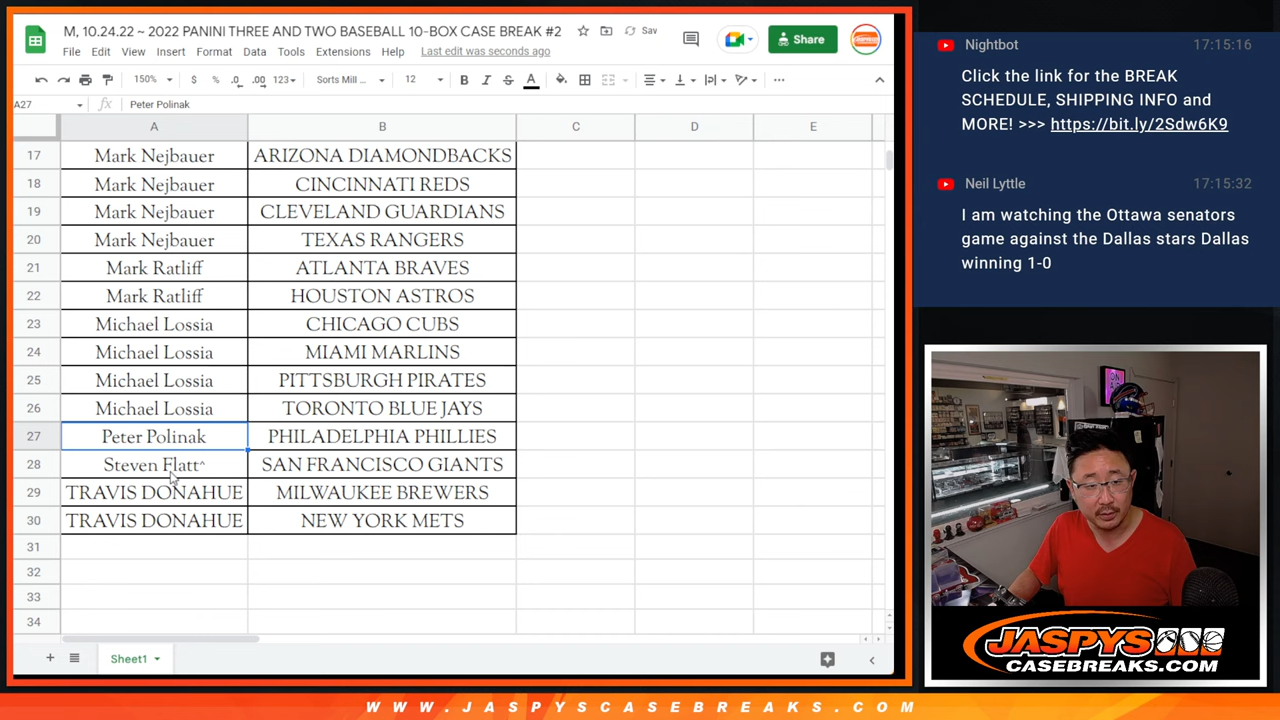 M, 10.24.22 ~ 2022 PANINI THREE AND TWO BASEBALL 10-BOX CASE BREAK #2
Sav
Share
File Edit View Insert Format Data Tools Extensions Help Last edit was seconds ago
150% $ % .0 .00 123 Sorts Mill ... 12 B I S A
A27 fx Peter Polinak
A B C D E
17 Mark Nejbauer ARIZONA DIAMONDBACKS
18 Mark Nejbauer CINCINNATI REDS
19 Mark Nejbauer CLEVELAND GUARDIANS
20 Mark Nejbauer TEXAS RANGERS
21 Mark Ratliff ATLANTA BRAVES
22 Mark Ratliff HOUSTON ASTROS
23 Michael Lossia CHICAGO CUBS
24 Michael Lossia MIAMI MARLINS
25 Michael Lossia PITTSBURGH PIRATES
26 Michael Lossia TORONTO BLUE JAYS
27 Peter Polinak PHILADELPHIA PHILLIES
28 Steven Flatt^ SAN FRANCISCO GIANTS
29 TRAVIS DONAHUE MILWAUKEE BREWERS
30 TRAVIS DONAHUE NEW YORK METS
31
32
33
34
Sheet1
Nightbot 17:15:16
Click the link for the BREAK
SCHEDULE, SHIPPING INFO and
MORE! >>> https://bit.ly/2Sdw6K9
Neil Lyttle 17:15:32
I am watching the Ottawa senators
game against the Dallas stars Dallas
winning 1-0
JASPYS
CASEBREAKS.COM
WWW.JASPYSCASEBREAKS.COM